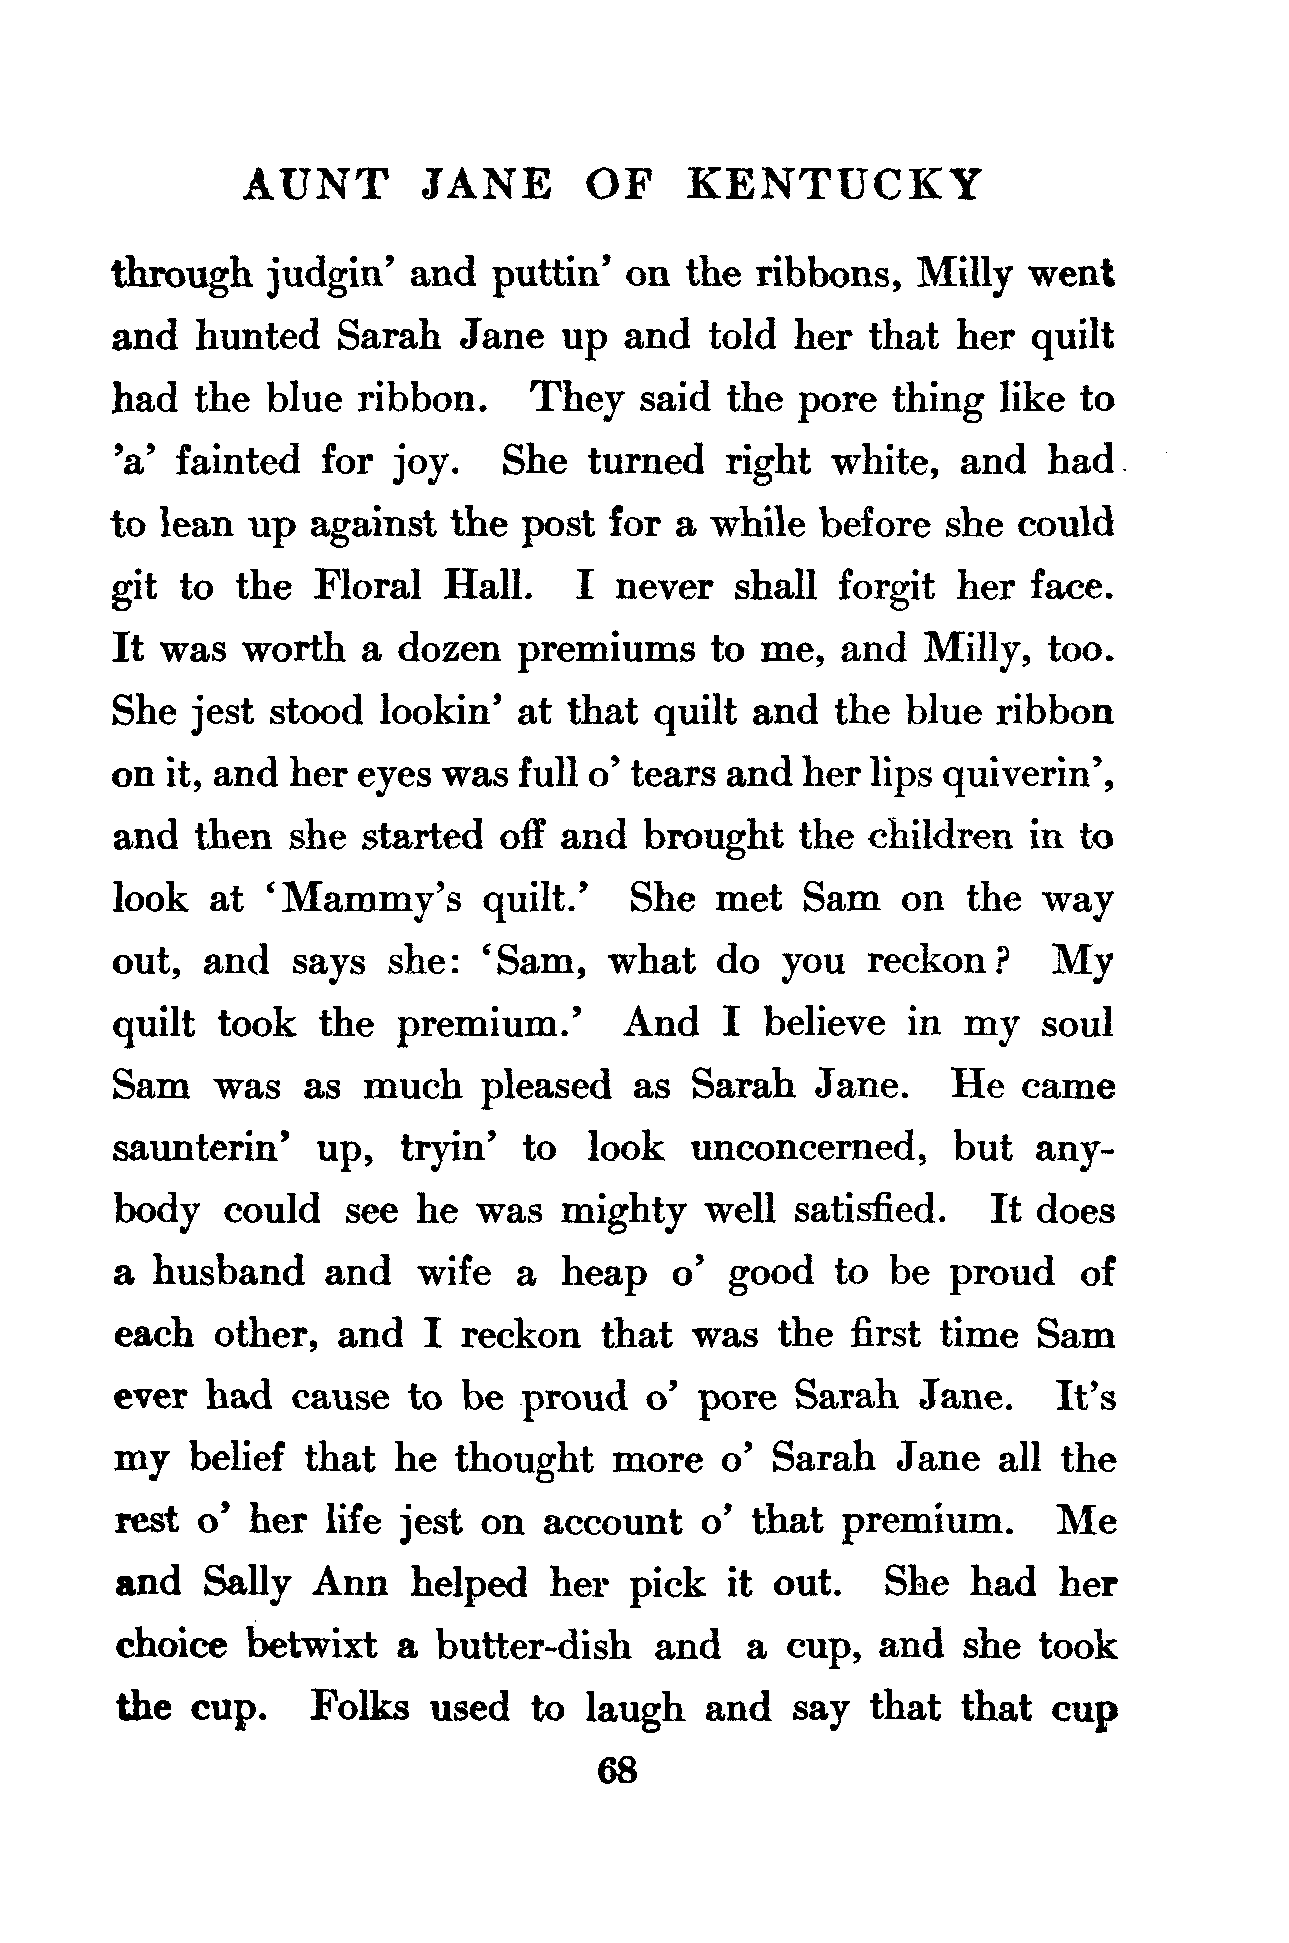 AUNT JANE OF KENTUCKY
through judgin’ and puttin’ on the ribbons, Milly went
and hunted Sarah Jane up and told her that her quilt
had the blue ribbon. They said the pore thing like to
’a’ fainted for joy. She turned right white, and had
to lean up against the post for a while before she could
git to the Floral Hall. I never shall forgit her face.
It was worth a dozen premiums to me, and Milly, too.
She jest stood lookin’ at that quilt and the blue ribbon
on it, and her eyes was full o’ tears and her lips quiverin’,
and then she started off and brought the children in to
look at ‘Mammy’s quilt.’ She met Sam on the way
out, and says she: ‘Sam, what do you reckon? My
quilt took the premium.’ And I believe in my soul
Sam was as much pleased as Sarah Jane. He came
saunterin’ up, tryin’ to look unconcerned, but any-
body could see he was mighty well satisfied. It does
a husband and wife a heap o’ good to be proud of
each other, and I reckon that was the first time Sam
ever had cause to be proud o’ pore Sarah Jane. It’s
my belief that he thought more o’ Sarah Jane all the
rest o’ her life jest on account o’ that premium. Me
and Sally Ann helped her pick it out. She had her
choice betwixt a butter-dish and a cup, and she took
the cup. Folks used to laugh and say that that cup
68